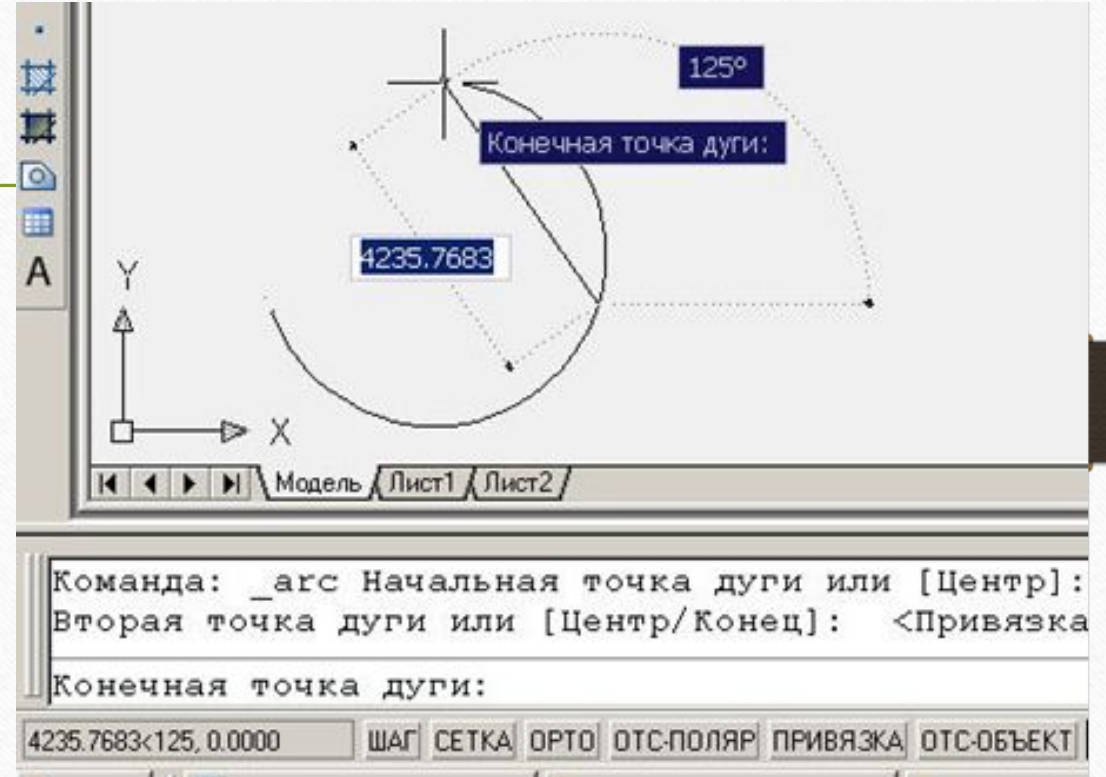 125°
Конечная точка дуги:
4235.7683
A
Y
X
Модель Лист1 Лист2
Команда: _arc Начальная точка дуги или [Центр]:
Вторая точка дуги или [Центр/Конец]: <Привязка
Конечная точка дуги:
4235.7683<125, 0.0000 ШАГ СЕТКА ОРТО ОТС-ПОЛЯР ПРИВЯЗКА ОТС-ОБЪЕКТ